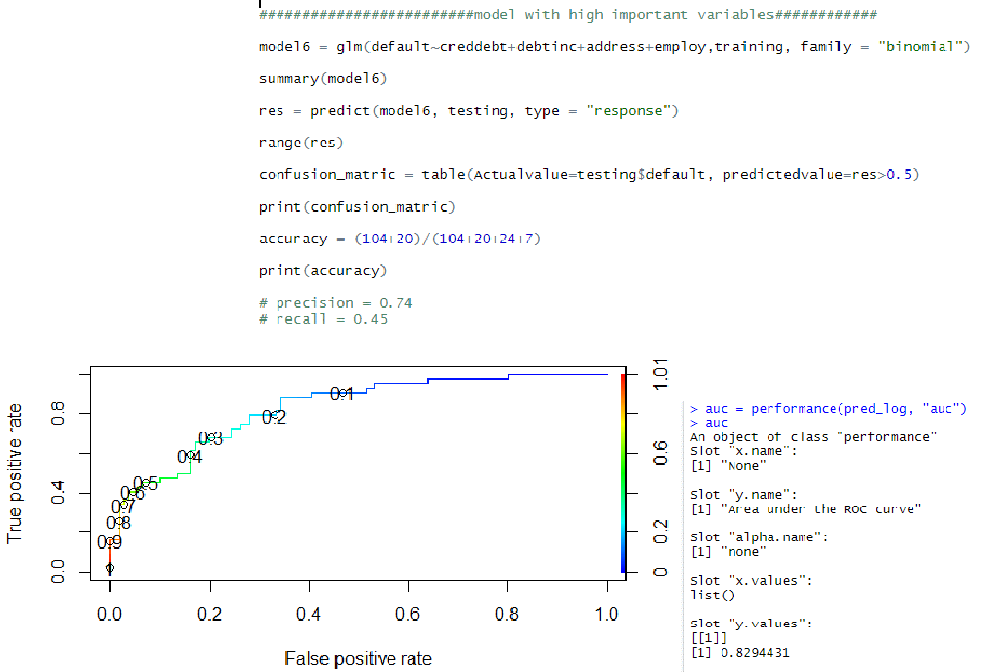 #########################model with high important variables############
model6 = glm(default~creddebt+debtinc+address+employ,training, family = "binomial")
summary(model6)
res = predict(model6, testing, type = "response")
range(res)
confusion_matric = table(Actualvalue=testing$default, predictedvalue=res>0.5)
print(confusion_matric)
accuracy = (104+20)/(104+20+24+7)
print(accuracy)
# precision = 0.74
# recall = 0.45
True positive rate
0.0 0.4 0.8
0.1
0.2
0.3
0.4
0.5
0.6
0.7
0.8
0.9
1
0 0.2 0.6 1.01
0.0 0.2 0.4 0.6 0.8 1.0
False positive rate
> auc = performance(pred_log, "auc")
> auc
An object of class "performance"
Slot "x.name":
[1] "None"
Slot "y.name":
[1] "Area under the ROC curve"
Slot "alpha.name":
[1] "none"
Slot "x.values":
list()
Slot "y.values":
[[1]]
[1] 0.8294431